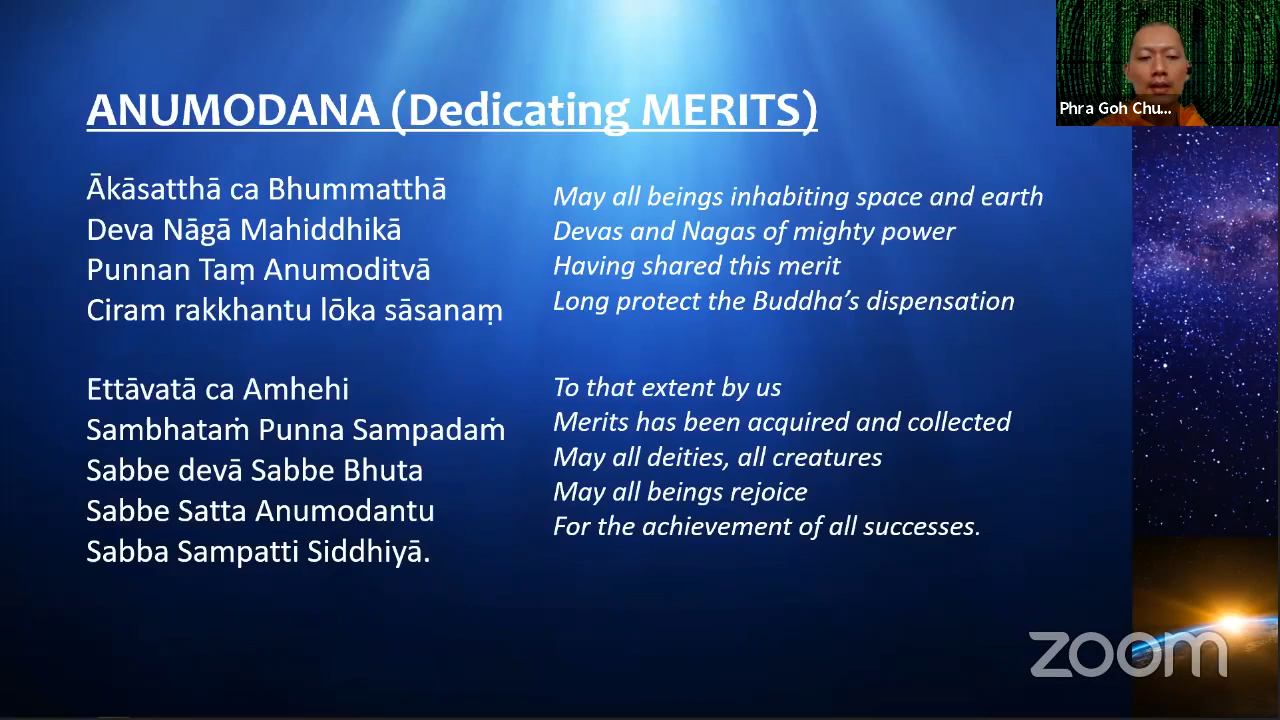 ANUMODANA (Dedicating MERITS)
Ākāsatthā ca Bhummatthā
Deva Nāgā Mahiddhikā
Punnan Taṃ Anumoditvā
Ciram rakkhantu lōka sāsanaṃ
Ettāvatā ca Amhehi
Sambhataṁ Punna Sampadaṁ
Sabbe devā Sabbe Bhuta
Sabbe Satta Anumodantu
Sabba Sampatti Siddhiyā.
May all beings inhabiting space and earth
Devas and Nagas of mighty power
Having shared this merit
Long protect the Buddha’s dispensation
To that extent by us
Merits has been acquired and collected
May all deities, all creatures
May all beings rejoice
For the achievement of all successes.
Phra Goh Chu...
zoom